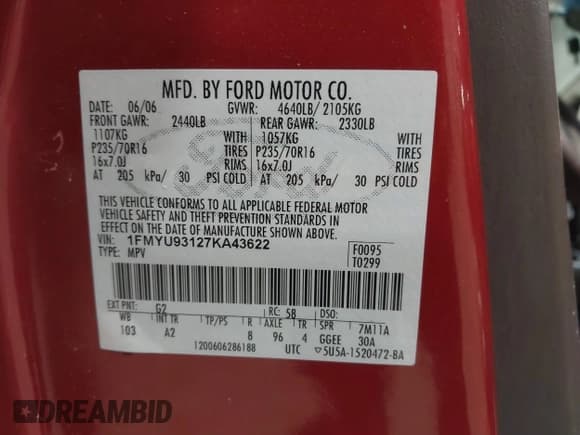 MFD. BY FORD MOTOR CO.
DATE: 06/06 GVWR: 4640LB/ 2105KG
FRONT GAWR: 2440LB REAR GAWR: 2330LB
1107KG WITH 1057KG WITH
P235/70R16 TIRES P235/70R16 TIRES
16x7.0J RIMS 16x7.0J RIMS
AT 205 kPa/ 30 PSI COLD AT 205 kPa/ 30 PSI COLD
THIS VEHICLE CONFORMS TO ALL APPLICABLE FEDERAL MOTOR
VEHICLE SAFETY AND THEFT PREVENTION STANDARDS IN
EFFECT ON THE DATE OF MANUFACTURE SHOWN ABOVE.
VIN: 1FMYU93127KA43622 F0095
TYPE: MPV T0299
EXT PNT: G2 RC: 58 DSO:
WB INT TR TP/PS R AXLE TR SPR 7M11A
103 A2 8 96 4 GGEE 30A
1200606286188 UTC ▽5U5A-1520472-BA
DREAMBID